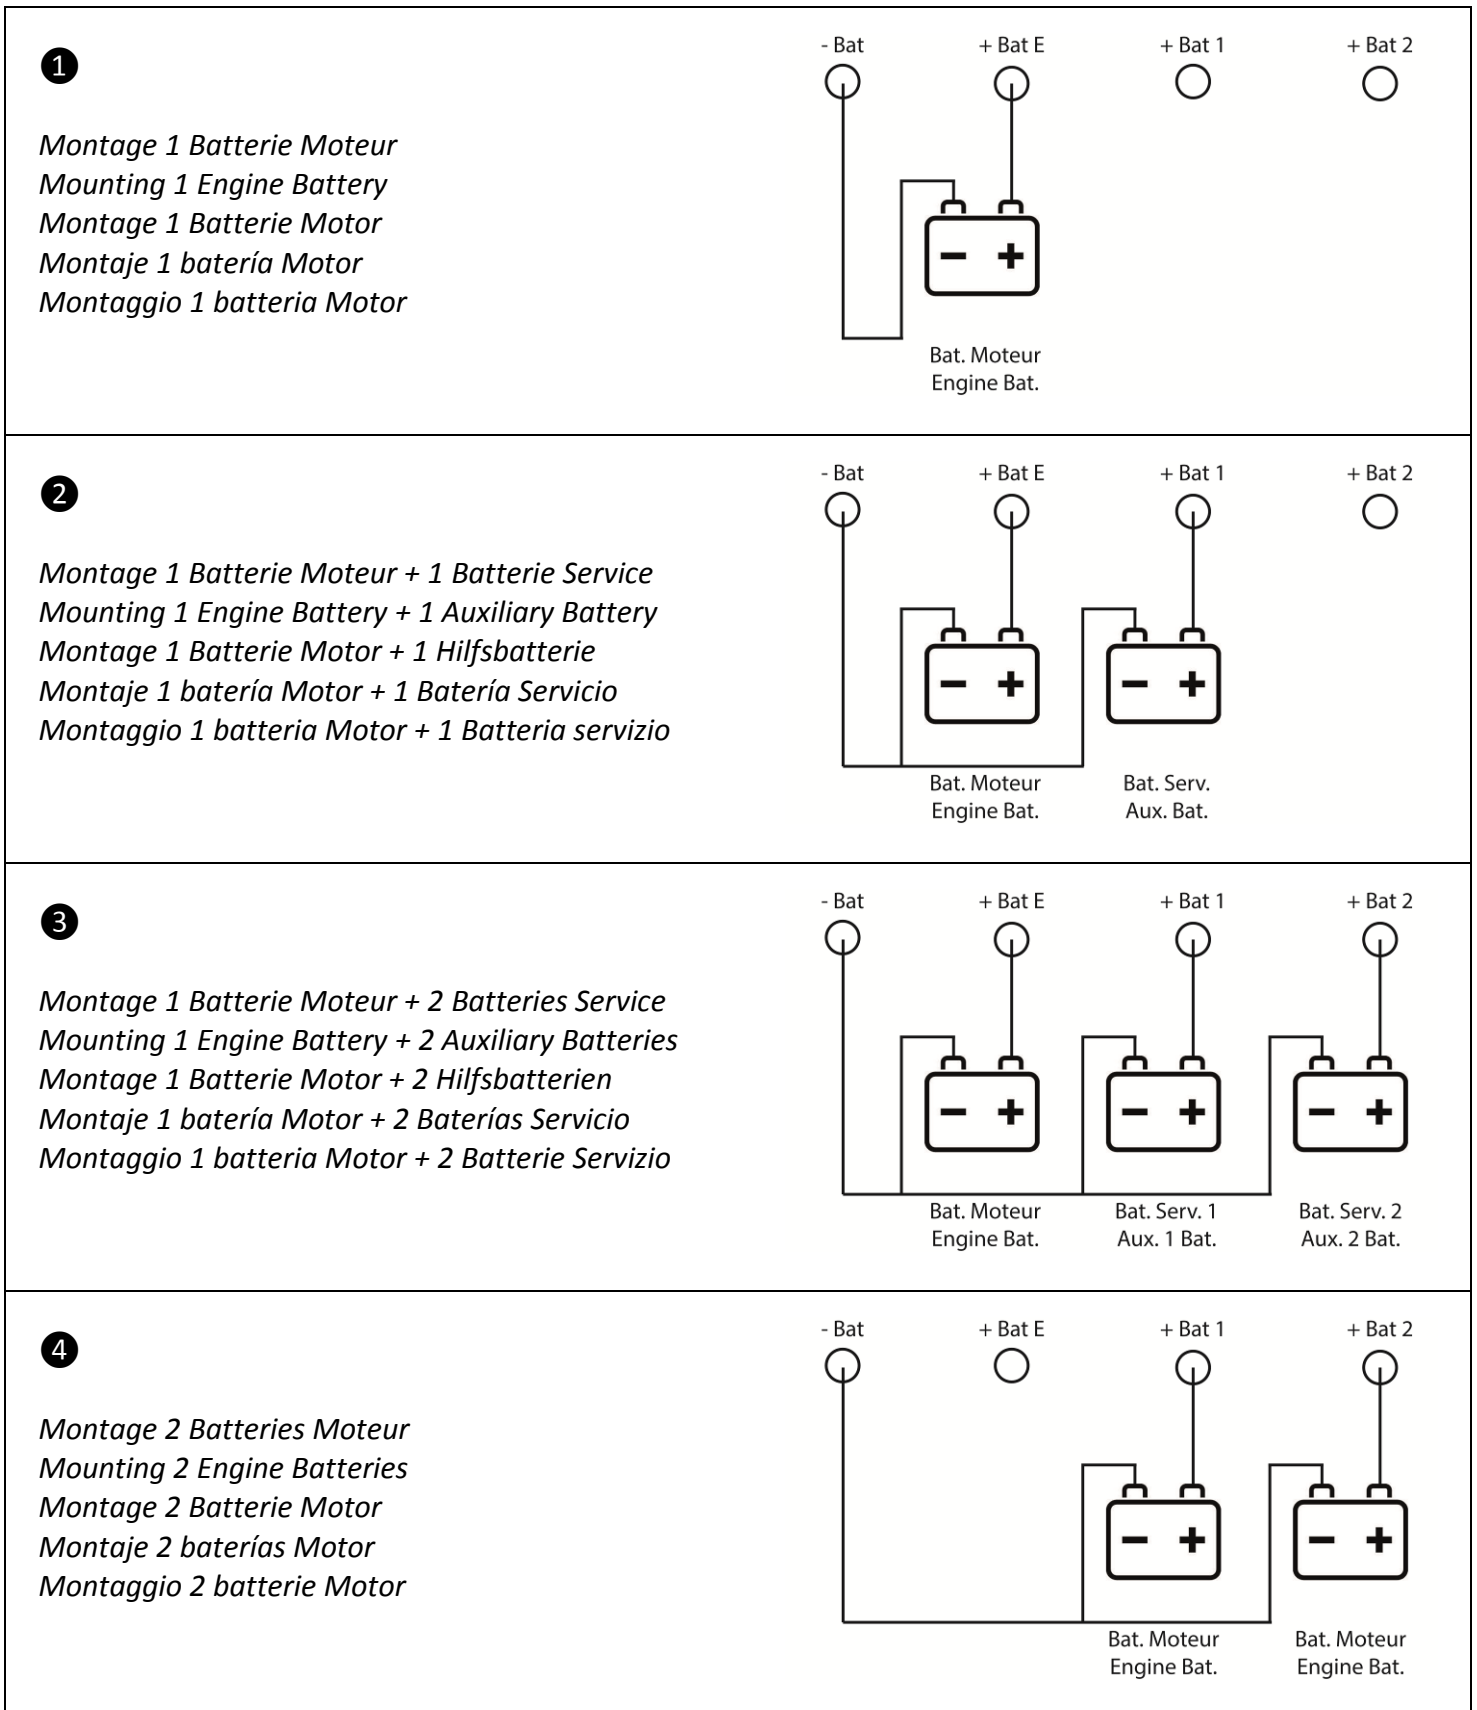 ❶
- Bat + Bat E + Bat 1 + Bat 2
Montage 1 Batterie Moteur
Mounting 1 Engine Battery
Montage 1 Batterie Motor
Montaje 1 batería Motor
Montaggio 1 batteria Motor
Bat. Moteur
Engine Bat.
❷
- Bat + Bat E + Bat 1 + Bat 2
Montage 1 Batterie Moteur + 1 Batterie Service
Mounting 1 Engine Battery + 1 Auxiliary Battery
Montage 1 Batterie Motor + 1 Hilfsbatterie
Montaje 1 batería Motor + 1 Batería Servicio
Montaggio 1 batteria Motor + 1 Batteria servizio
Bat. Moteur Bat. Serv.
Engine Bat. Aux. Bat.
❸
- Bat + Bat E + Bat 1 + Bat 2
Montage 1 Batterie Moteur + 2 Batteries Service
Mounting 1 Engine Battery + 2 Auxiliary Batteries
Montage 1 Batterie Motor + 2 Hilfsbatterien
Montaje 1 batería Motor + 2 Baterías Servicio
Montaggio 1 batteria Motor + 2 Batterie Servizio
Bat. Moteur Bat. Serv. 1 Bat. Serv. 2
Engine Bat. Aux. 1 Bat. Aux. 2 Bat.
❹
- Bat + Bat E + Bat 1 + Bat 2
Montage 2 Batteries Moteur
Mounting 2 Engine Batteries
Montage 2 Batterie Motor
Montaje 2 baterías Motor
Montaggio 2 batterie Motor
Bat. Moteur Bat. Moteur
Engine Bat. Engine Bat.